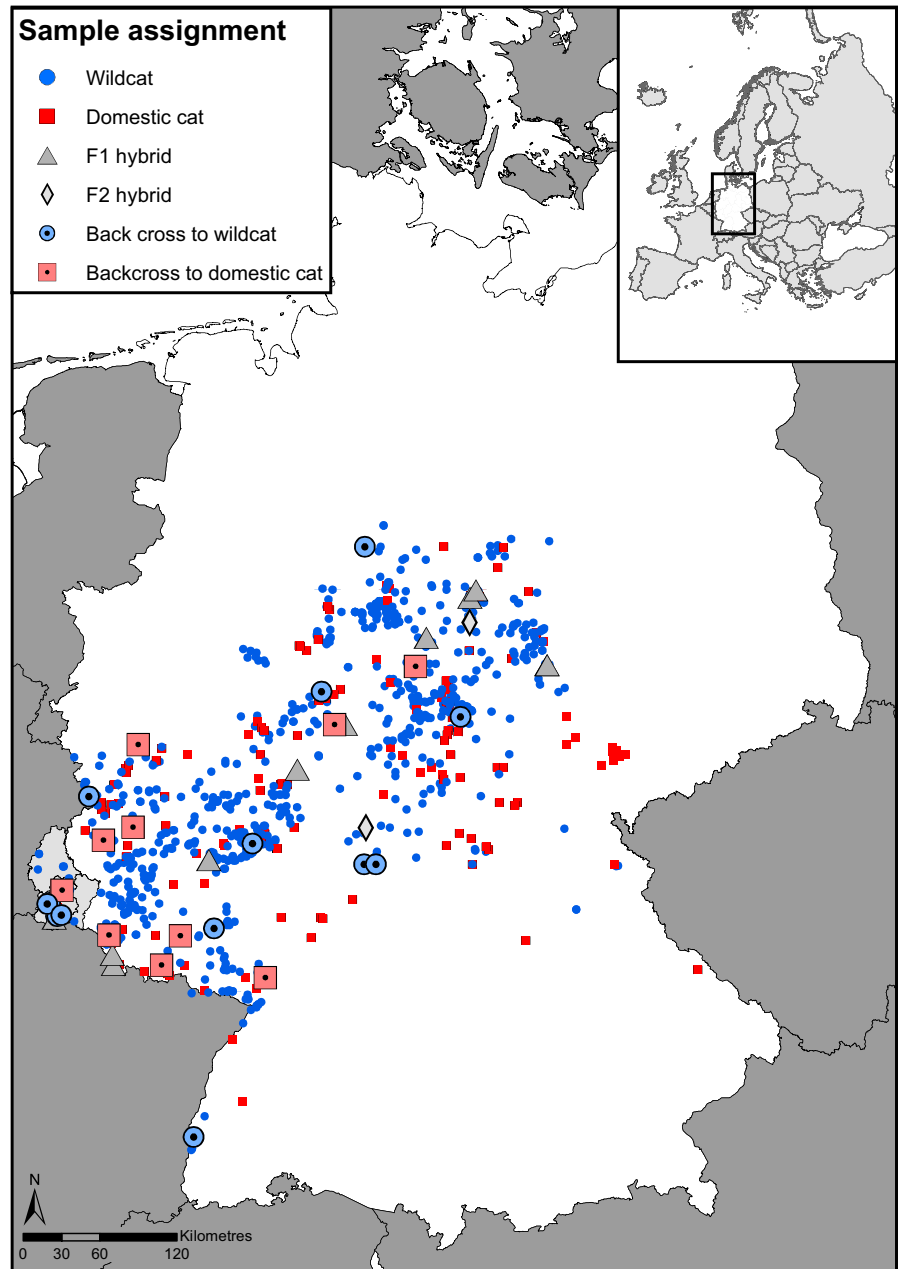 Sample assignment
Wildcat
Domestic cat
F1 hybrid
F2 hybrid
Back cross to wildcat
Backcross to domestic cat
N
Kilometres
0 30 60 120